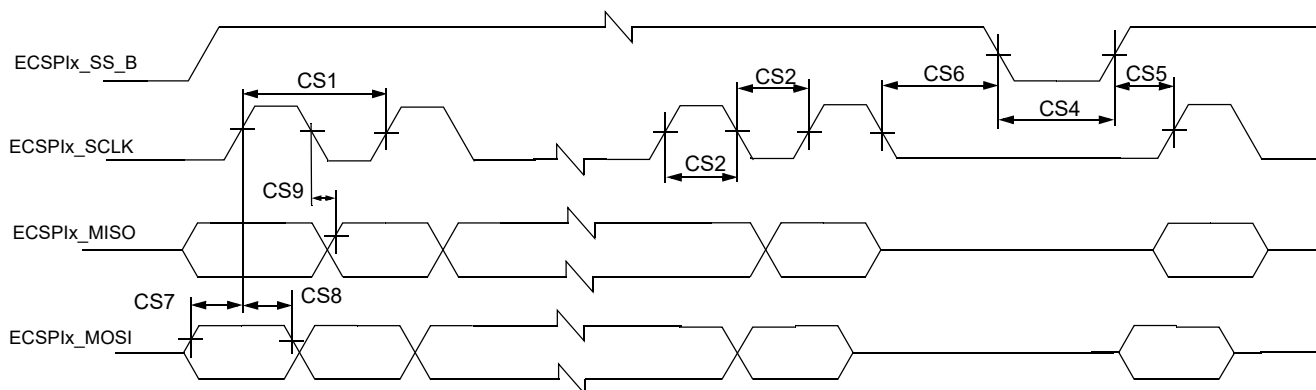 ECSPIx_SS_B
CS1
CS2
CS6
CS5
CS4
ECSPIx_SCLK
CS2
CS9
ECSPIx_MISO
CS7
CS8
ECSPIx_MOSI